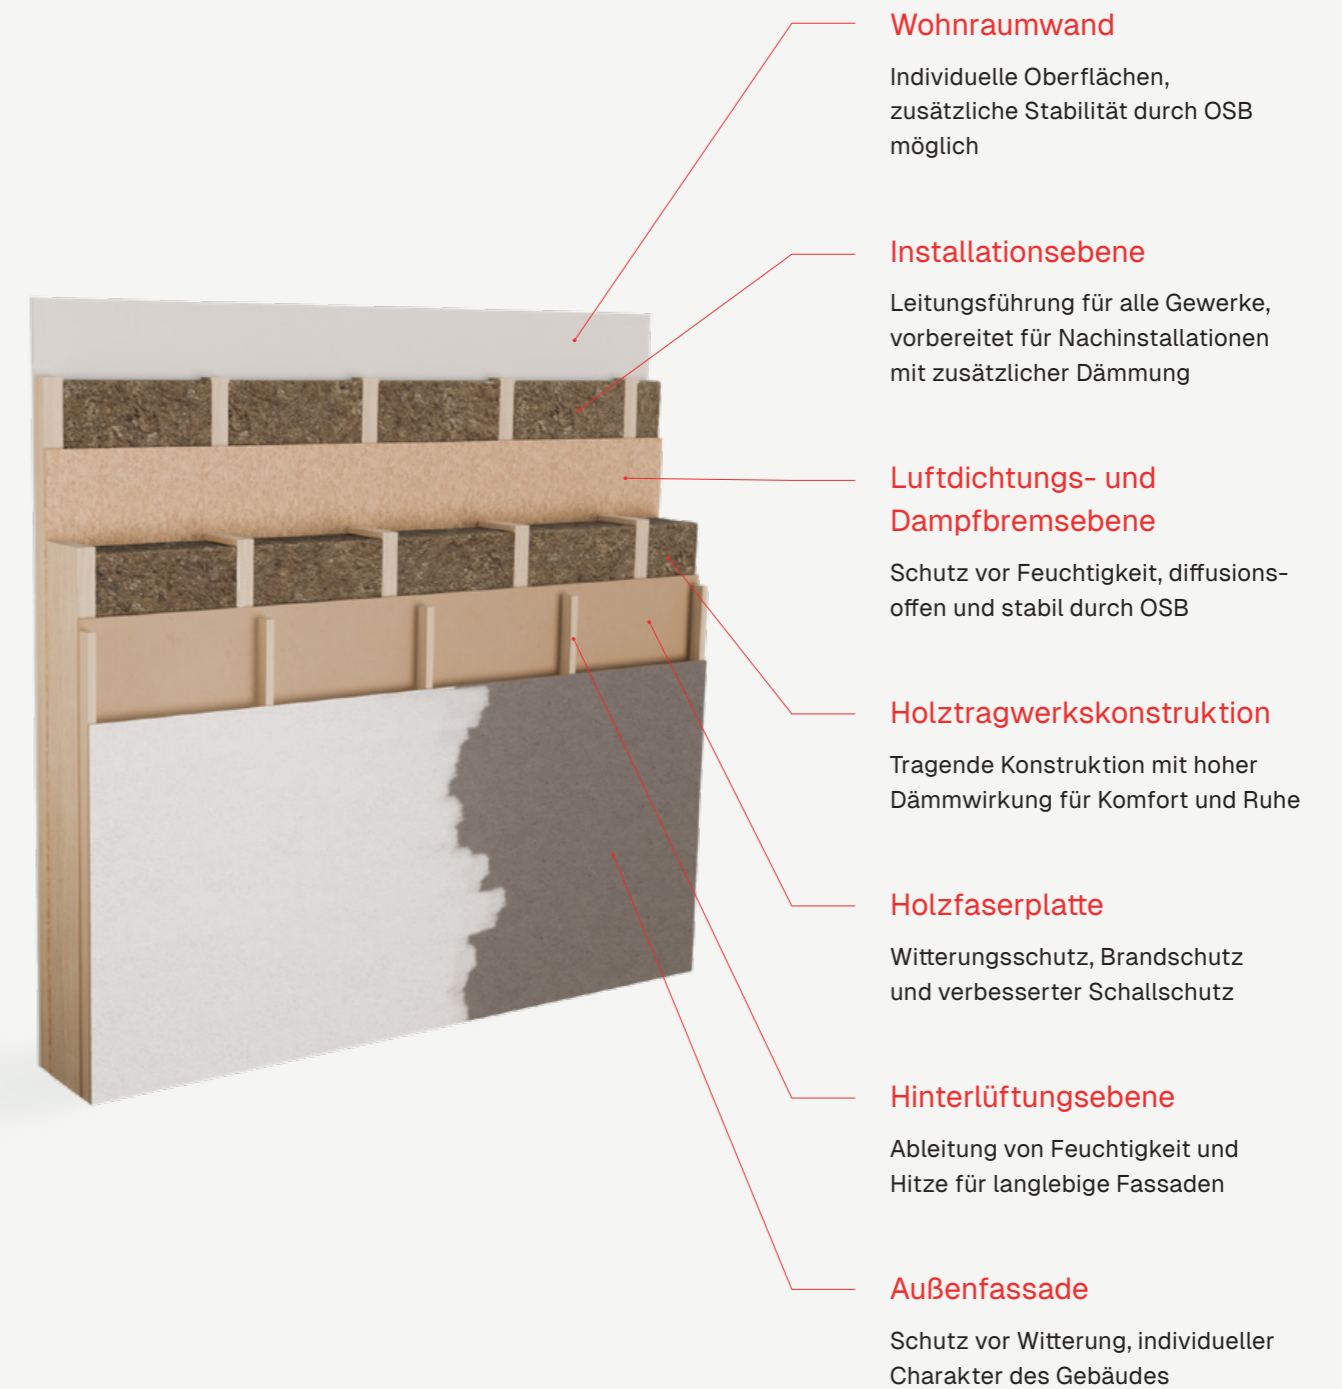 Wohnraumwand
Individuelle Oberflächen,
zusätzliche Stabilität durch OSB
möglich
Installationsebene
Leitungsführung für alle Gewerke,
vorbereitet für Nachinstallationen
mit zusätzlicher Dämmung
Luftdichtungs- und
Dampfbremsebene
Schutz vor Feuchtigkeit, diffusions-
offen und stabil durch OSB
Holztragwerkskonstruktion
Tragende Konstruktion mit hoher
Dämmwirkung für Komfort und Ruhe
Holzfaserplatte
Witterungsschutz, Brandschutz
und verbesserter Schallschutz
Hinterlüftungsebene
Ableitung von Feuchtigkeit und
Hitze für langlebige Fassaden
Außenfassade
Schutz vor Witterung, individueller
Charakter des Gebäudes